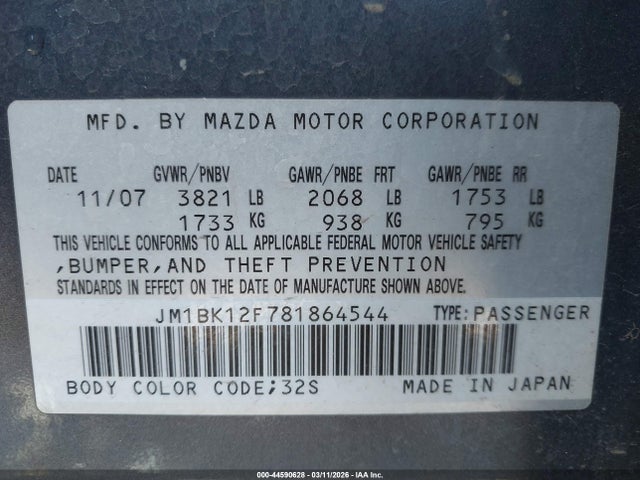 MFD. BY MAZDA MOTOR CORPORATION
DATE GVWR/PNBV GAWR/PNBE FRT GAWR/PNBE RR
11/07 3821 LB 2068 LB 1753 LB
1733 KG 938 KG 795 KG
THIS VEHICLE CONFORMS TO ALL APPLICABLE FEDERAL MOTOR VEHICLE SAFETY
,BUMPER,AND THEFT PREVENTION
STANDARDS IN EFFECT ON THE DATE OF MANUFACTURE SHOWN ABOVE.
JM1BK12F781864544 TYPE:PASSENGER
BODY COLOR CODE;32S MADE IN JAPAN
000-44590628 - 03/11/2026 - IAA Inc.